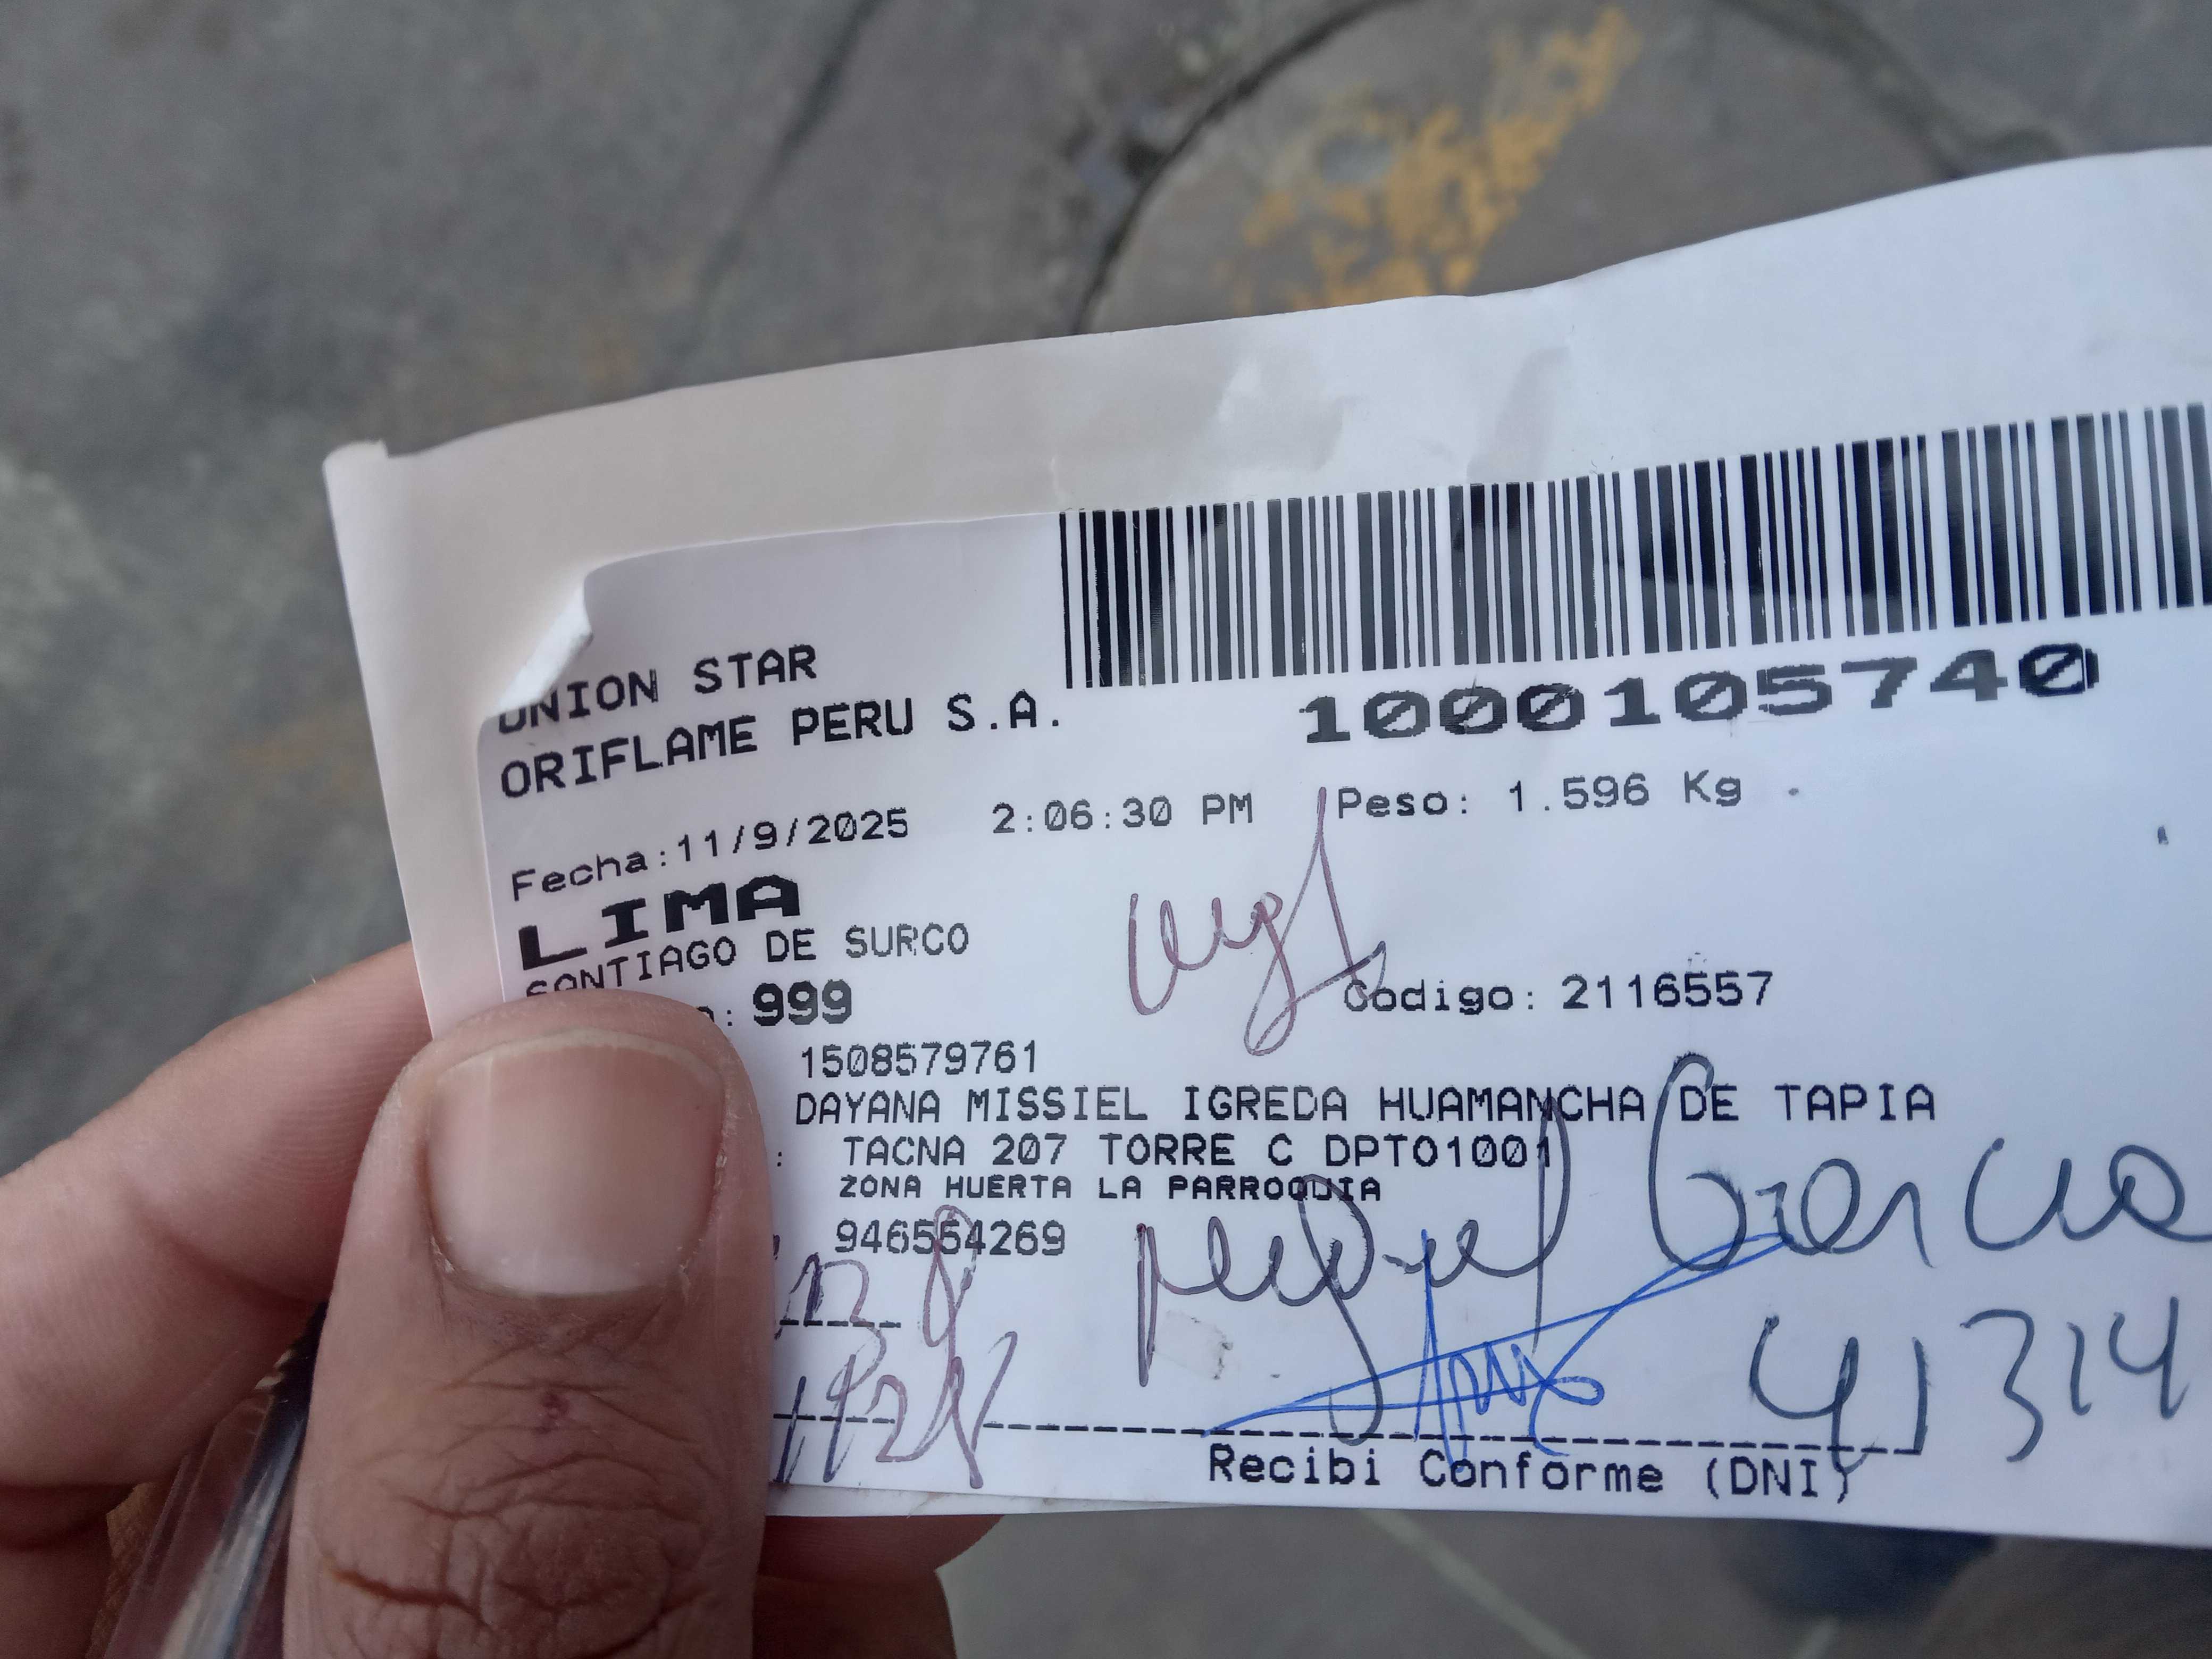 UNION STAR
ORIFLAME PERU S.A.
1000105740
Fecha:11/9/2025 2:06:30 PM Peso: 1.596 Kg
LIMA
SANTIAGO DE SURCO
: 999 Codigo: 2116557
1508579761
DAYANA MISSIEL IGREDA HUAMANCHA DE TAPIA
: TACNA 207 TORRE C DPTO1001
ZONA HUERTA LA PARROQUIA
946554269
Miguel Garcia
41314
Recibi Conforme (DNI)